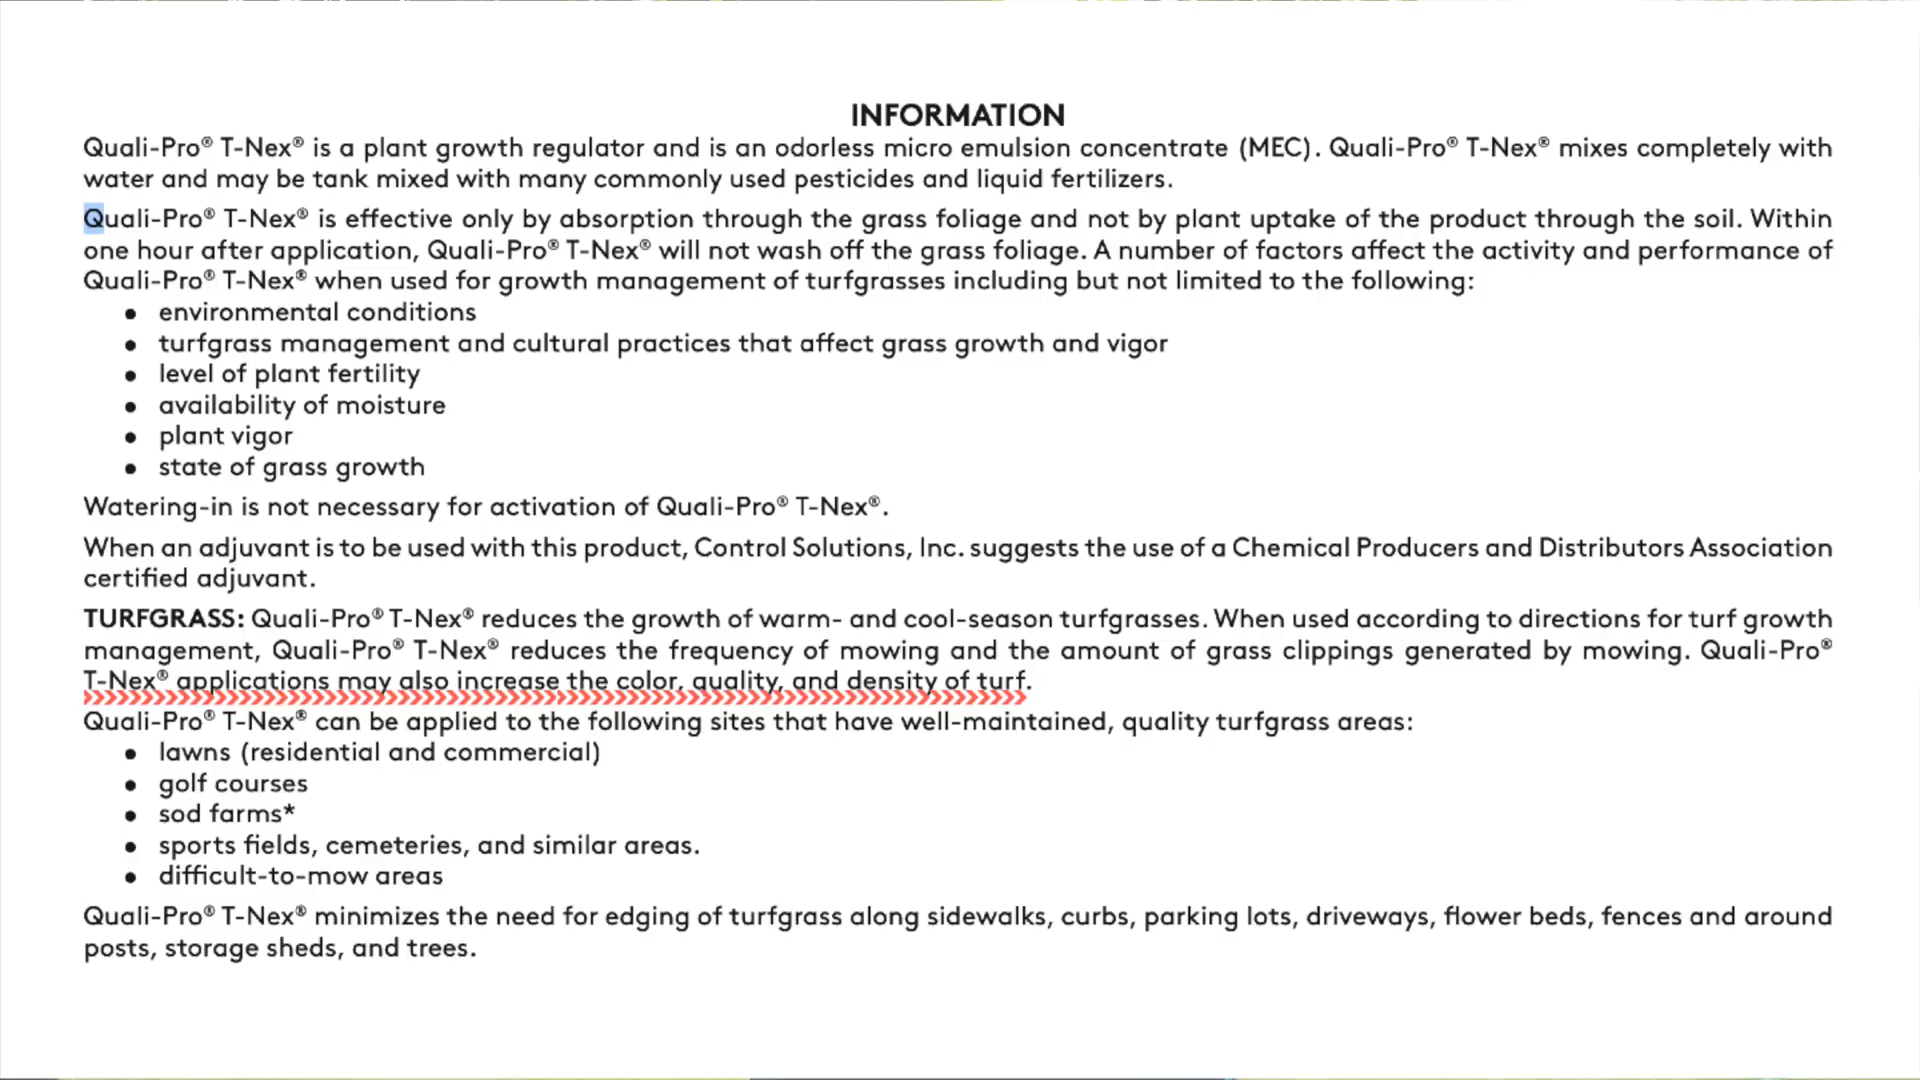 INFORMATION
Quali-Pro® T-Nex® is a plant growth regulator and is an odorless micro emulsion concentrate (MEC). Quali-Pro® T-Nex® mixes completely with
water and may be tank mixed with many commonly used pesticides and liquid fertilizers.
Quali-Pro® T-Nex® is effective only by absorption through the grass foliage and not by plant uptake of the product through the soil. Within
one hour after application, Quali-Pro® T-Nex® will not wash off the grass foliage. A number of factors affect the activity and performance of
Quali-Pro® T-Nex® when used for growth management of turfgrasses including but not limited to the following:
● environmental conditions
● turfgrass management and cultural practices that affect grass growth and vigor
● level of plant fertility
● availability of moisture
● plant vigor
● state of grass growth
Watering-in is not necessary for activation of Quali-Pro® T-Nex®.
When an adjuvant is to be used with this product, Control Solutions, Inc. suggests the use of a Chemical Producers and Distributors Association
certified adjuvant.
TURFGRASS: Quali-Pro® T-Nex® reduces the growth of warm- and cool-season turfgrasses. When used according to directions for turf growth
management, Quali-Pro® T-Nex® reduces the frequency of mowing and the amount of grass clippings generated by mowing. Quali-Pro®
T-Nex® applications may also increase the color, quality, and density of turf.
Quali-Pro® T-Nex® can be applied to the following sites that have well-maintained, quality turfgrass areas:
● lawns (residential and commercial)
● golf courses
● sod farms*
● sports fields, cemeteries, and similar areas.
● difficult-to-mow areas
Quali-Pro® T-Nex® minimizes the need for edging of turfgrass along sidewalks, curbs, parking lots, driveways, flower beds, fences and around
posts, storage sheds, and trees.